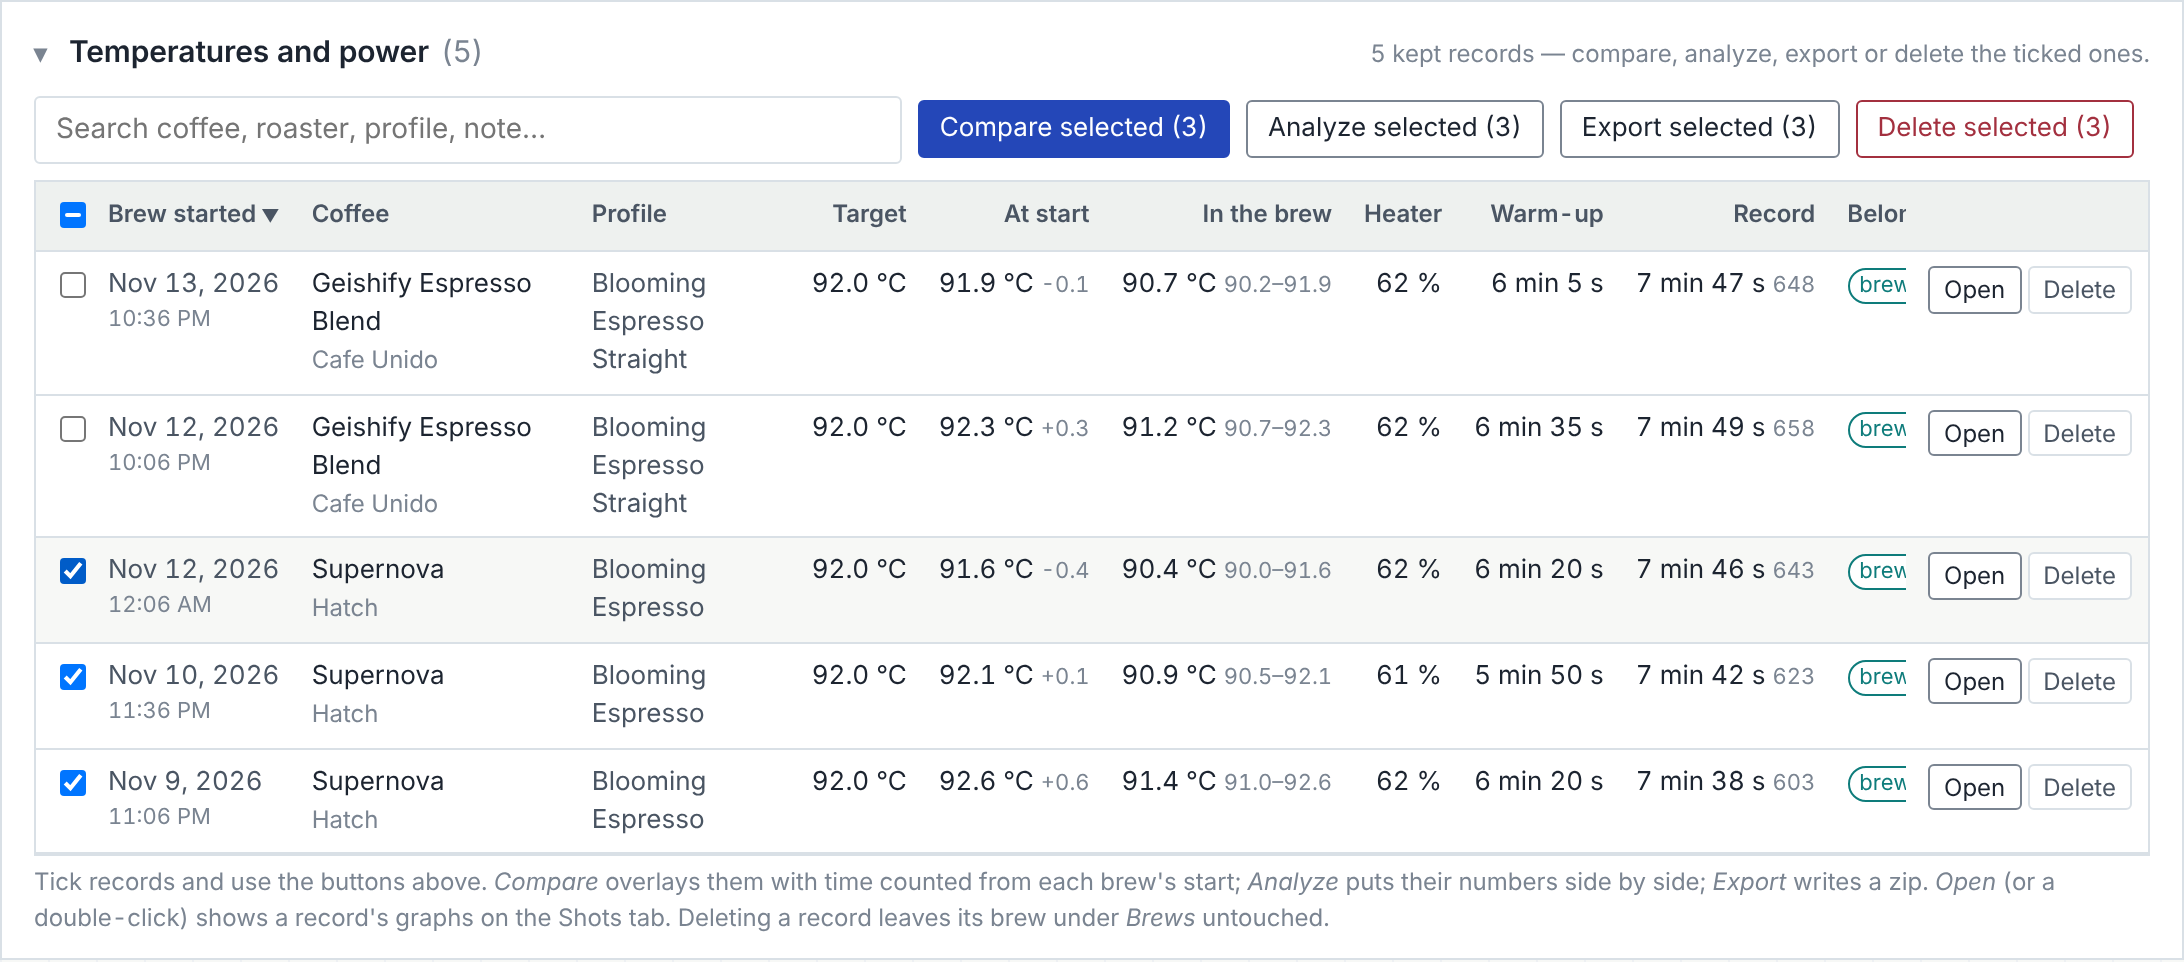 ▼ Temperatures and power (5)
5 kept records — compare, analyze, export or delete the ticked ones.
Search coffee, roaster, profile, note...
Compare selected (3) Analyze selected (3) Export selected (3) Delete selected (3)
Brew started ▼ Coffee Profile Target At start In the brew Heater Warm-up Record Belor
Nov 13, 2026 Geishify Espresso Blooming 92.0 °C 91.9 °C -0.1 90.7 °C 90.2–91.9 62 % 6 min 5 s 7 min 47 s 648 brew Open Delete
10:36 PM Blend Espresso
Cafe Unido Straight
Nov 12, 2026 Geishify Espresso Blooming 92.0 °C 92.3 °C +0.3 91.2 °C 90.7–92.3 62 % 6 min 35 s 7 min 49 s 658 brew Open Delete
10:06 PM Blend Espresso
Cafe Unido Straight
Nov 12, 2026 Supernova Blooming 92.0 °C 91.6 °C -0.4 90.4 °C 90.0–91.6 62 % 6 min 20 s 7 min 46 s 643 brew Open Delete
12:06 AM Hatch Espresso
Nov 10, 2026 Supernova Blooming 92.0 °C 92.1 °C +0.1 90.9 °C 90.5–92.1 61 % 5 min 50 s 7 min 42 s 623 brew Open Delete
11:36 PM Hatch Espresso
Nov 9, 2026 Supernova Blooming 92.0 °C 92.6 °C +0.6 91.4 °C 91.0–92.6 62 % 6 min 20 s 7 min 38 s 603 brew Open Delete
11:06 PM Hatch Espresso
Tick records and use the buttons above. Compare overlays them with time counted from each brew's start; Analyze puts their numbers side by side; Export writes a zip. Open (or a
double-click) shows a record's graphs on the Shots tab. Deleting a record leaves its brew under Brews untouched.